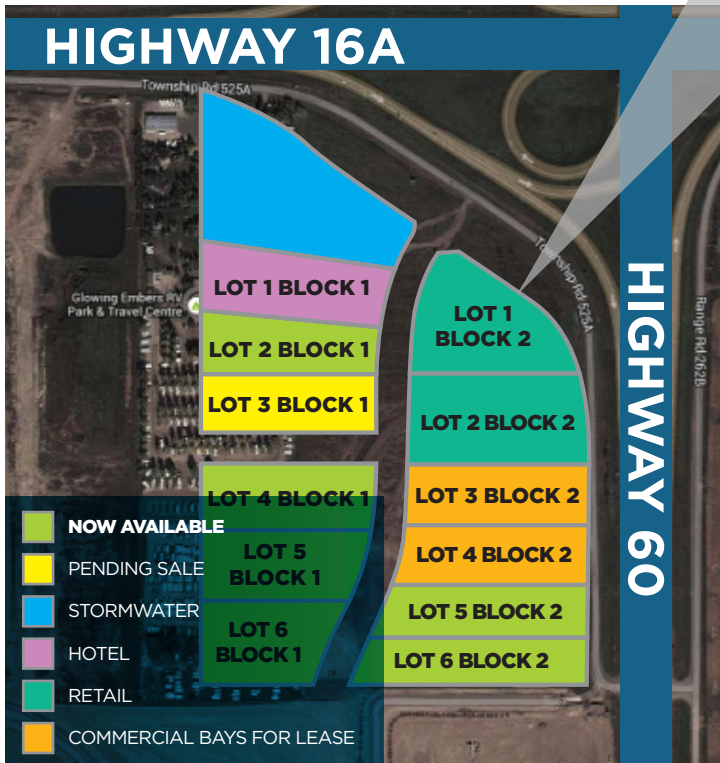 HIGHWAY 16A
Township Rd 525A
LOT 1 BLOCK 1
Glowing Embers RV
Park & Travel Centre
LOT 2 BLOCK 1
LOT 3 BLOCK 1
LOT 4 BLOCK 1
LOT 5
BLOCK 1
LOT 6
BLOCK 1
LOT 1
BLOCK 2
LOT 2 BLOCK 2
LOT 3 BLOCK 2
LOT 4 BLOCK 2
LOT 5 BLOCK 2
LOT 6 BLOCK 2
Township Rd 525A
HIGHWAY 60
Range Rd 262B
NOW AVAILABLE
PENDING SALE
STORMWATER
HOTEL
RETAIL
COMMERCIAL BAYS FOR LEASE